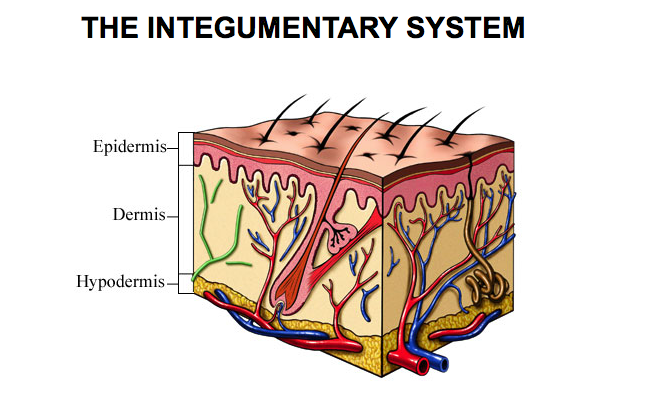 THE INTEGUMENTARY SYSTEM
Epidermis
Dermis
Hypodermis